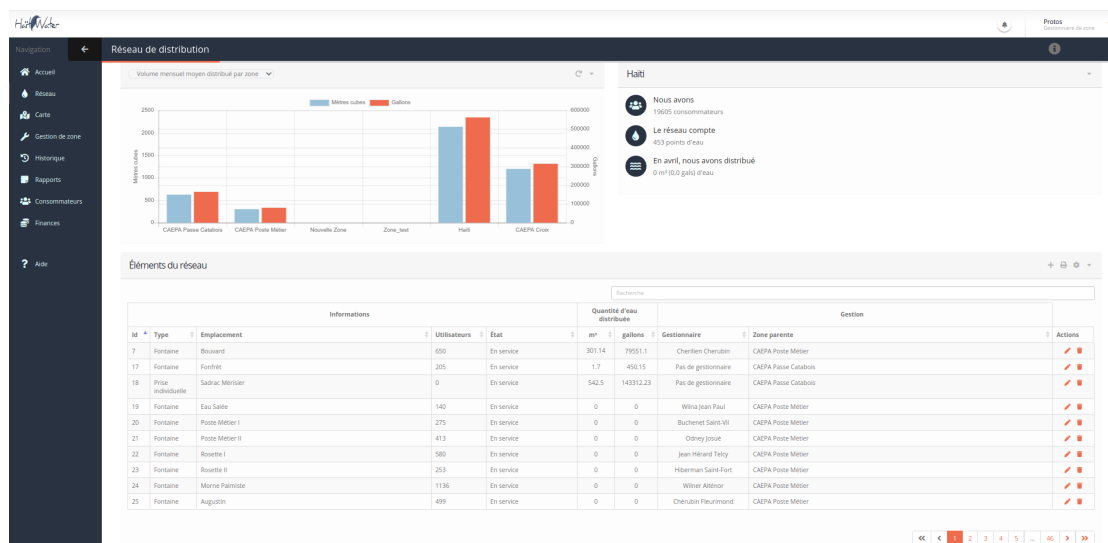 Haïti Water
Protos
Gestionnaire de zone
Navigation
Réseau de distribution
Accueil
Réseau
Carte
Gestion de zone
Historique
Rapports
Consommateurs
Finances
Aide
Volume mensuel moyen distribué par zone
Mètres cubes Gallons
2500 600000
500000
2000
400000
1500
300000
1000
200000
500
100000
0 0
Mètres cubes
Gallons
CAEPA Passe Catabois CAEPA Poste Métier Nouvelle Zone Zone_test Haïti CAEPA Croix
Haiti
Nous avons
19605 consommateurs
Le réseau compte
453 points d'eau
En avril, nous avons distribué
0 m³ (0,0 gals) d'eau
Éléments du réseau
Recherche
Informations Quantité d'eau distribuée Gestion
Id Type Emplacement Utilisateurs État m³ gallons Gestionnaire Zone parente Actions
7 Fontaine Bouvard 650 En service 301.14 79551.1 Cherilien Cherubin CAEPA Poste Métier
17 Fontaine Fonfrèt 205 En service 1.7 450.15 Pas de gestionnaire CAEPA Passe Catabois
18 Prise individuelle Sadrac Mérisier 0 En service 542.5 143312.23 Pas de gestionnaire CAEPA Passe Catabois
19 Fontaine Eau Salée 140 En service 0 0 Wilna Jean Paul CAEPA Poste Métier
20 Fontaine Poste Métier I 275 En service 0 0 Buchenet Saint-Vil CAEPA Poste Métier
21 Fontaine Poste Métier II 413 En service 0 0 Odney Josué CAEPA Poste Métier
22 Fontaine Rosette I 580 En service 0 0 Jean Hérard Telcy CAEPA Poste Métier
23 Fontaine Rosette II 253 En service 0 0 Hiberman Saint-Fort CAEPA Poste Métier
24 Fontaine Morne Palmiste 1136 En service 0 0 Wilner Alténor CAEPA Poste Métier
25 Fontaine Augustin 499 En service 0 0 Chérubin Fleurimond CAEPA Poste Métier
1 2 3 4 5 ... 46